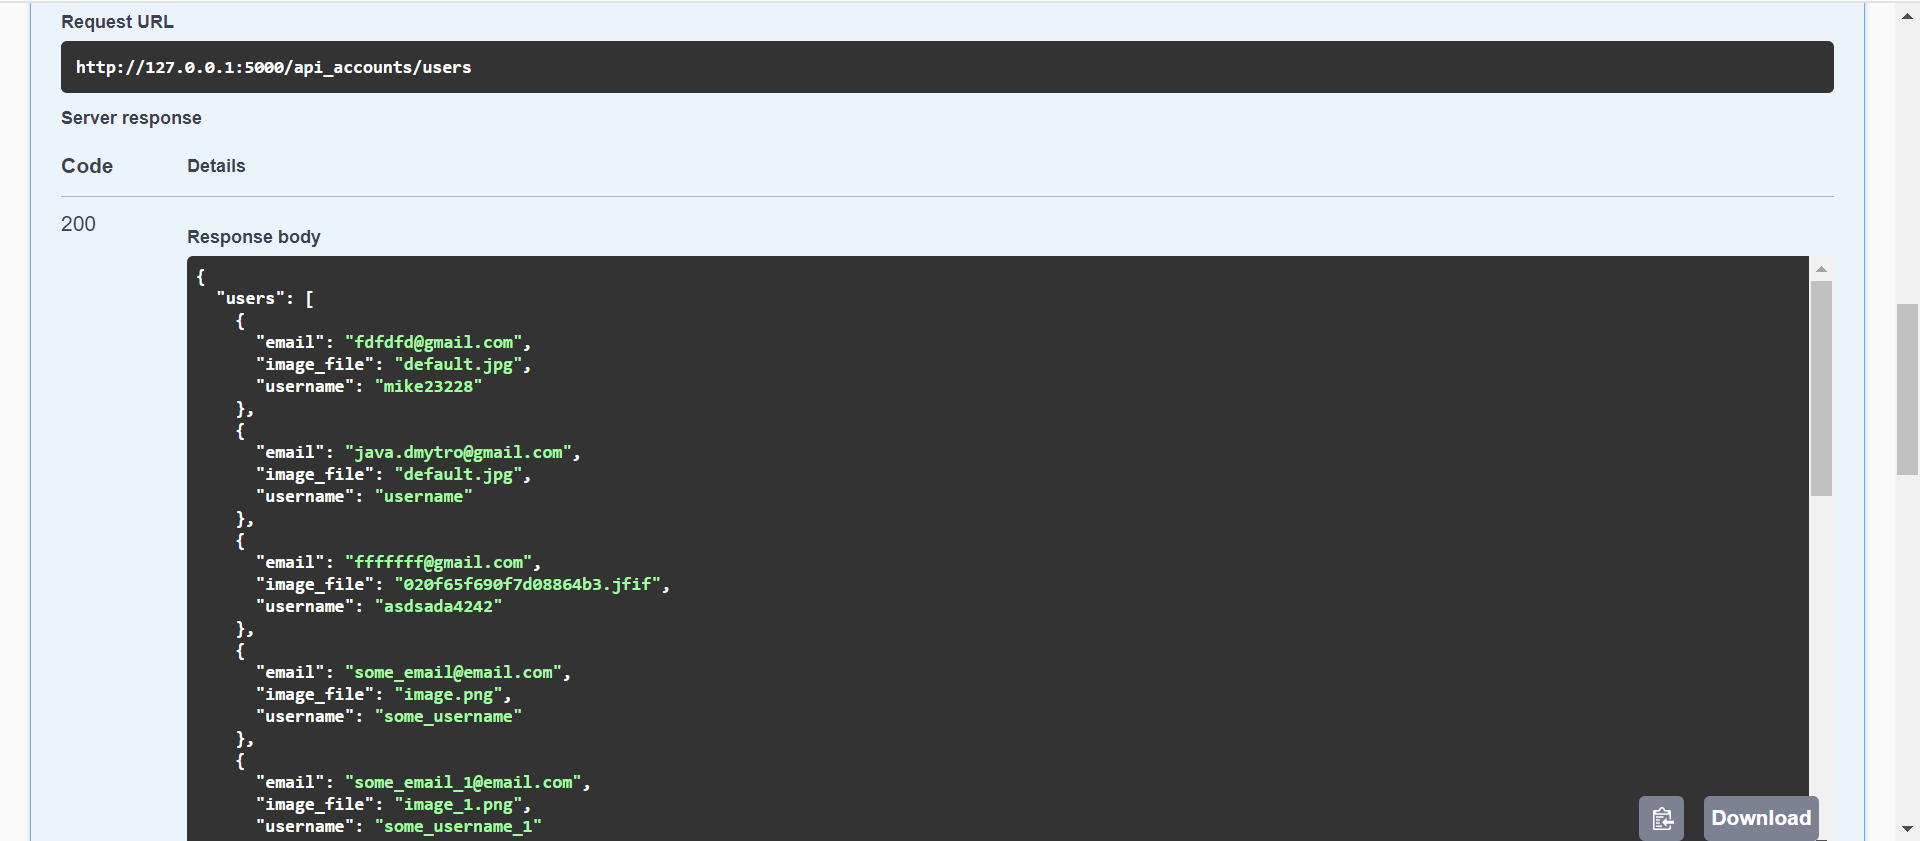 Request URL
http://127.0.0.1:5000/api_accounts/users
Server response
Code Details
200
Response body
{
  "users": [
    {
      "email": "fdfdfd@gmail.com",
      "image_file": "default.jpg",
      "username": "mike23228"
    },
    {
      "email": "java.dmytro@gmail.com",
      "image_file": "default.jpg",
      "username": "username"
    },
    {
      "email": "fffffff@gmail.com",
      "image_file": "020f65f690f7d08864b3.jfif",
      "username": "asdsada4242"
    },
    {
      "email": "some_email@email.com",
      "image_file": "image.png",
      "username": "some_username"
    },
    {
      "email": "some_email_1@email.com",
      "image_file": "image_1.png",
      "username": "some_username_1"
Download